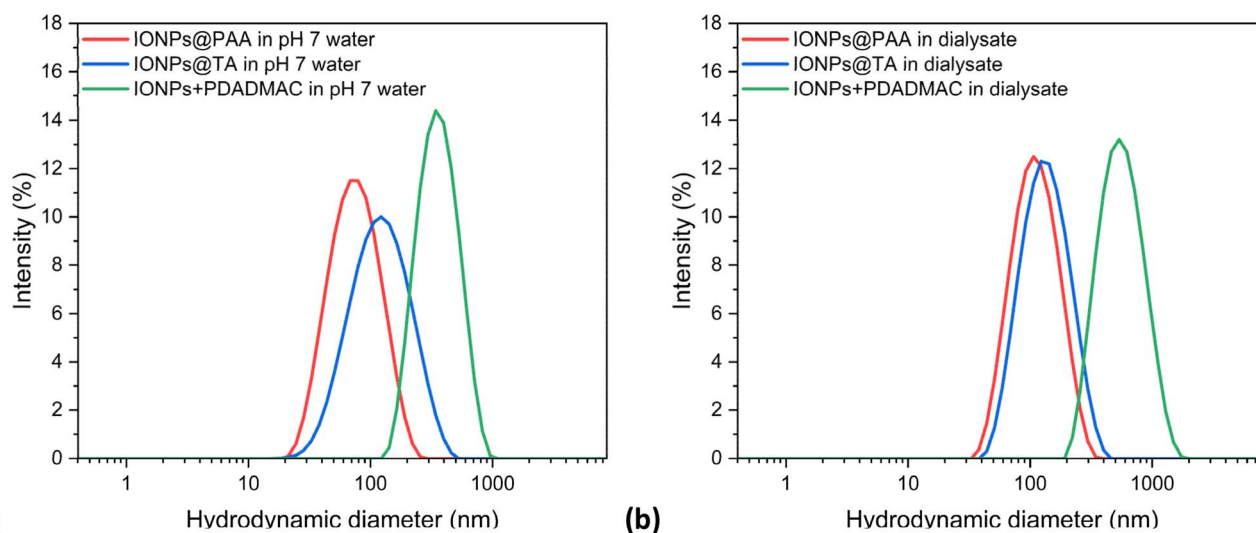 IONPs@PAA in pH 7 water
IONPs@TA in pH 7 water
IONPs+PDADMAC in pH 7 water
18
16
14
12
10
8
6
4
2
0
Intensity (%)
1 10 100 1000
Hydrodynamic diameter (nm)
(b)
IONPs@PAA in dialysate
IONPs@TA in dialysate
IONPs+PDADMAC in dialysate
18
16
14
12
10
8
6
4
2
0
Intensity (%)
1 10 100 1000
Hydrodynamic diameter (nm)